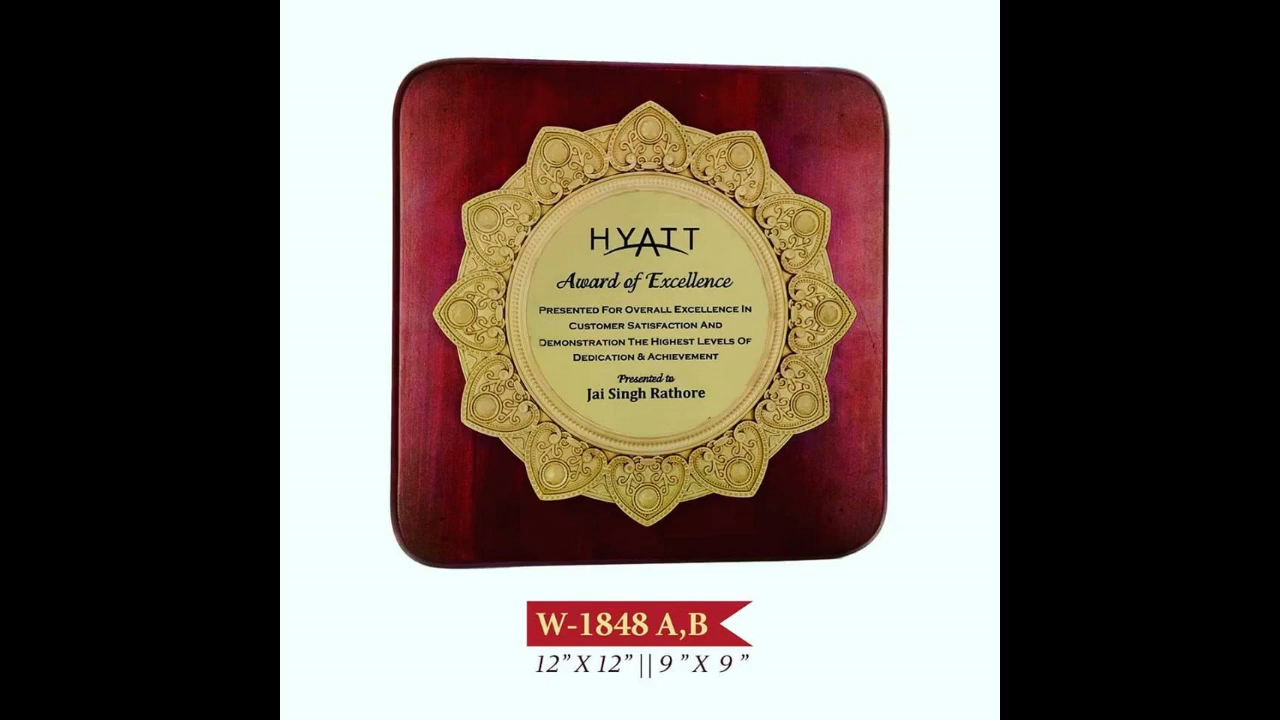 HYATT
Award of Excellence
PRESENTED FOR OVERALL EXCELLENCE IN
CUSTOMER SATISFACTION AND
DEMONSTRATION THE HIGHEST LEVELS OF
DEDICATION & ACHIEVEMENT
Presented to
Jai Singh Rathore
W-1848 A,B
12” X 12” || 9 ” X 9 ”